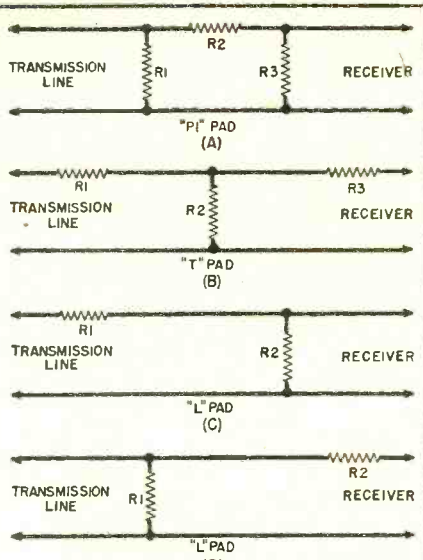 R2
TRANSMISSION LINE
R1
R3
RECEIVER
"PI" PAD
(A)
R1
R3
TRANSMISSION LINE
R2
RECEIVER
"T" PAD
(B)
R1
TRANSMISSION LINE
R2
RECEIVER
"L" PAD
(C)
R2
TRANSMISSION LINE
R1
RECEIVER
"L" PAD